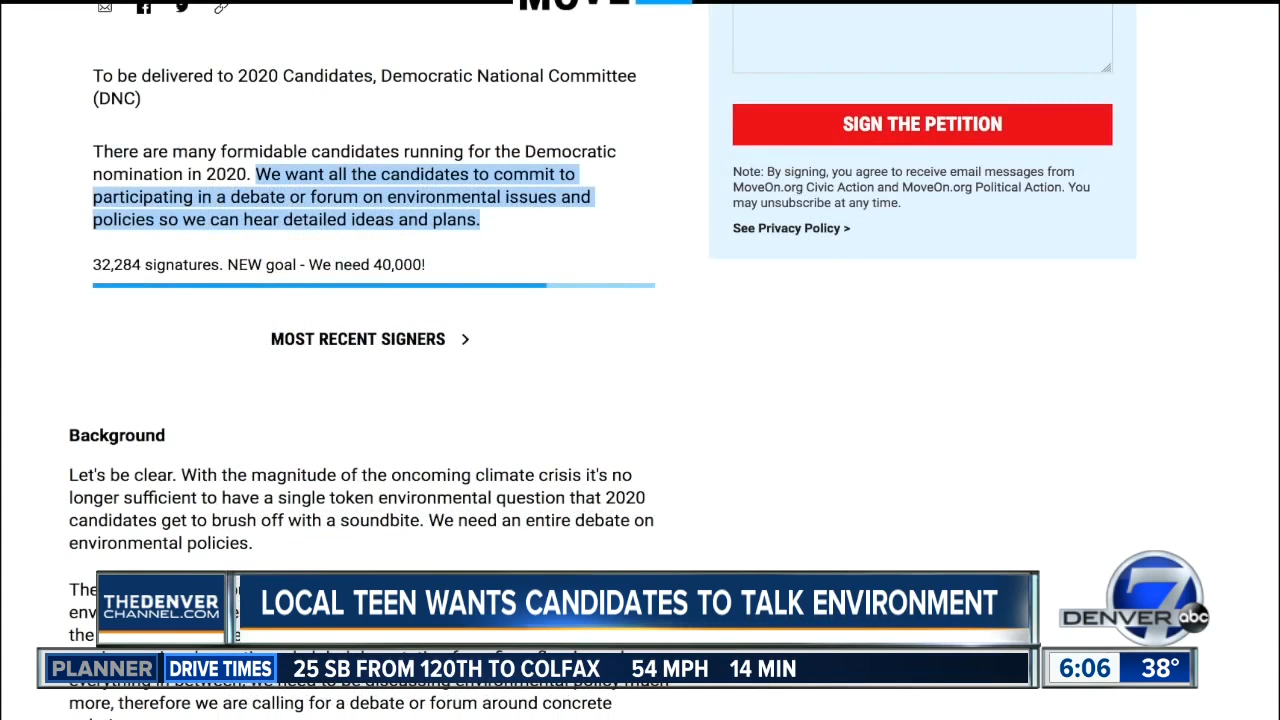 MOVE
To be delivered to 2020 Candidates, Democratic National Committee
(DNC)
There are many formidable candidates running for the Democratic
nomination in 2020. We want all the candidates to commit to
participating in a debate or forum on environmental issues and
policies so we can hear detailed ideas and plans.
32,284 signatures. NEW goal - We need 40,000!
MOST RECENT SIGNERS >
SIGN THE PETITION
Note: By signing, you agree to receive email messages from
MoveOn.org Civic Action and MoveOn.org Political Action. You
may unsubscribe at any time.
See Privacy Policy >
Background
Let's be clear. With the magnitude of the oncoming climate crisis it's no
longer sufficient to have a single token environmental question that 2020
candidates get to brush off with a soundbite. We need an entire debate on
environmental policies.
the
more, therefore we are calling for a debate or forum around concrete
THEDENVER
CHANNEL.COM
LOCAL TEEN WANTS CANDIDATES TO TALK ENVIRONMENT
DENVER 7 abc
PLANNER DRIVE TIMES 25 SB FROM 120TH TO COLFAX 54 MPH 14 MIN
6:06 38°